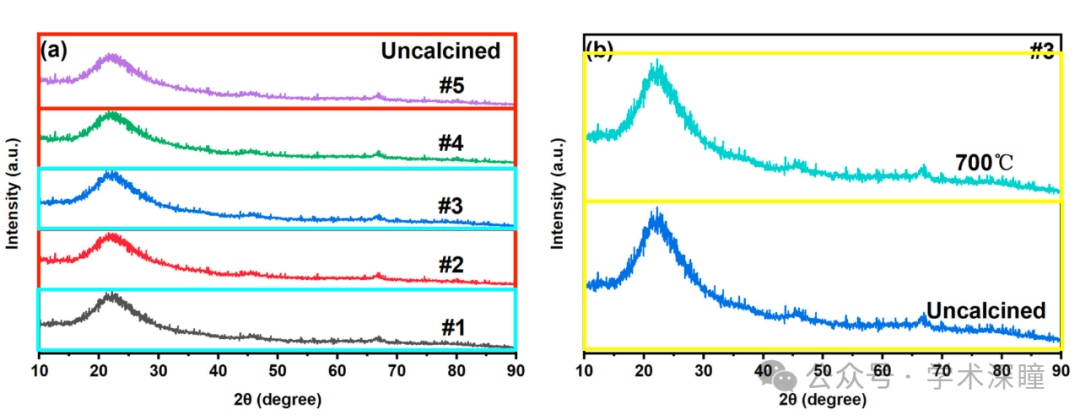 (a)
Uncalcined
#5
#4
#3
#2
#1
Intensity (a.u.)
10 20 30 40 50 60 70 80 90
2θ (degree)
(b)
#3
700℃
Uncalcined
Intensity (a.u.)
10 20 30 40 50 60 70 80 90
2θ (degree)
公众号 · 学术深瞳